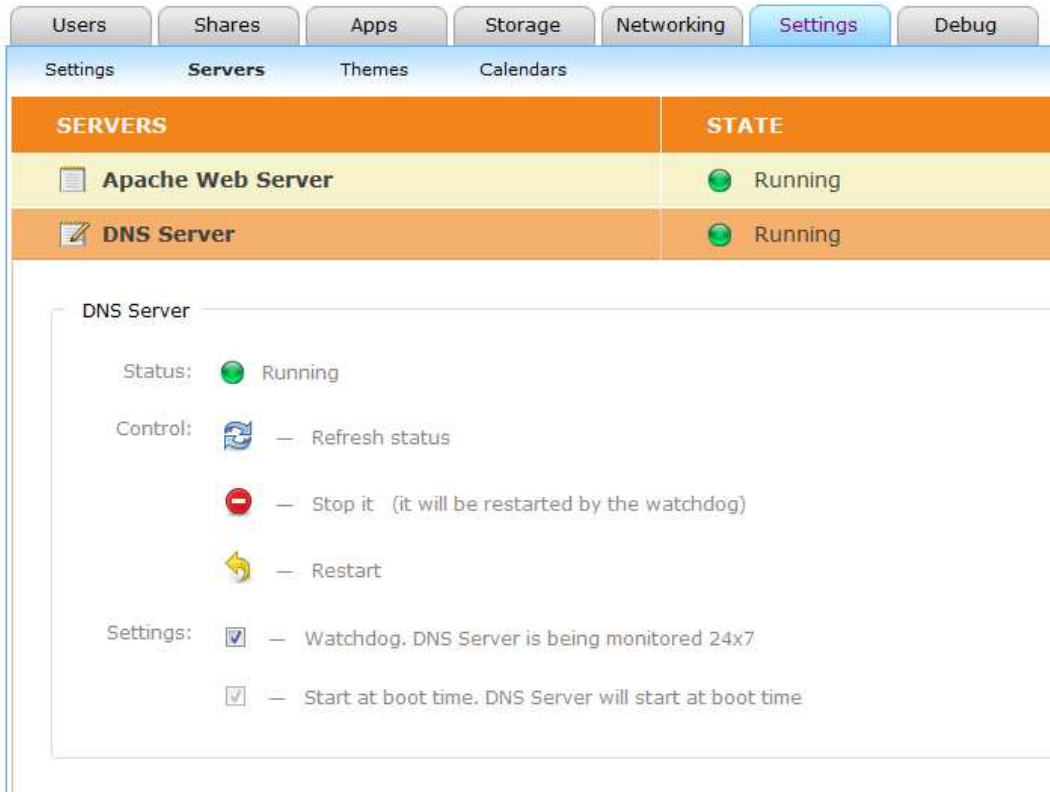 Users Shares Apps Storage Networking Settings Debug
Settings Servers Themes Calendars
SERVERS STATE
Apache Web Server Running
DNS Server Running
DNS Server
Status: Running
Control: — Refresh status
— Stop it (it will be restarted by the watchdog)
— Restart
Settings: — Watchdog. DNS Server is being monitored 24x7
— Start at boot time. DNS Server will start at boot time